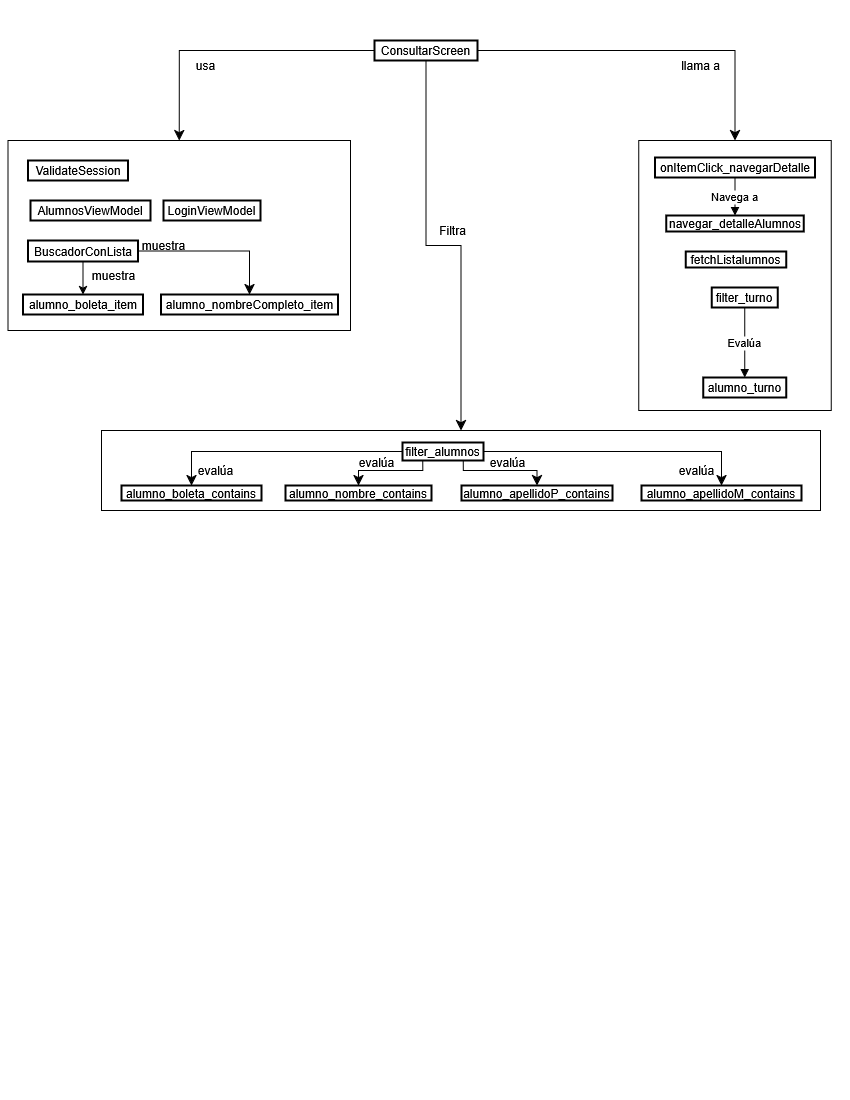 ConsultarScreen
usa
llama a
ValidateSession
AlumnosViewModel
LoginViewModel
BuscadorConLista
muestra
muestra
alumno_boleta_item
alumno_nombreCompleto_item
Filtra
onItemClick_navegarDetalle
Navega a
navegar_detalleAlumnos
fetchListalumnos
filter_turno
Evalúa
alumno_turno
filter_alumnos
evalúa
evalúa
evalúa
evalúa
alumno_boleta_contains
alumno_nombre_contains
alumno_apellidoP_contains
alumno_apellidoM_contains